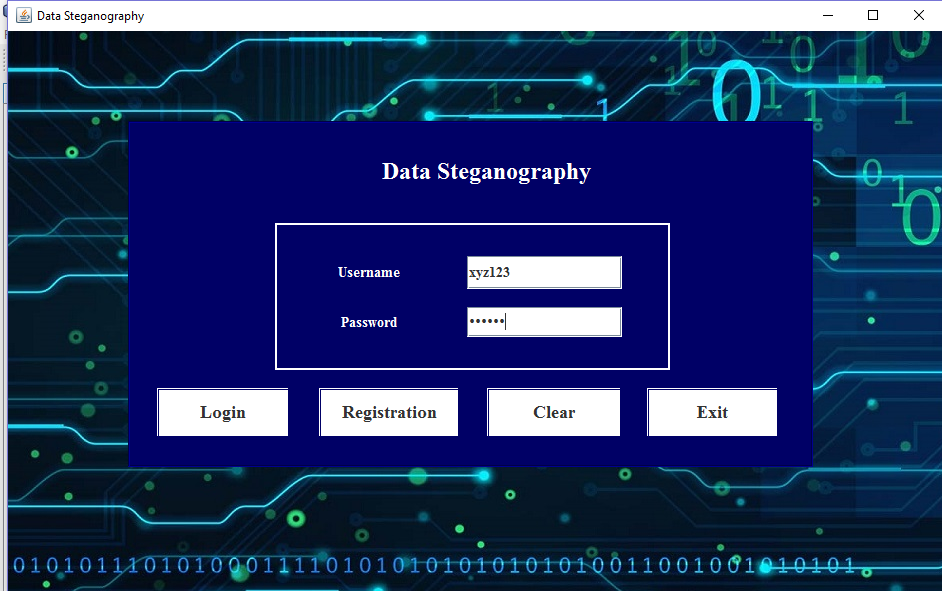 Data Steganography
Data Steganography
Username xyz123
Password ••••••
Login Registration Clear Exit